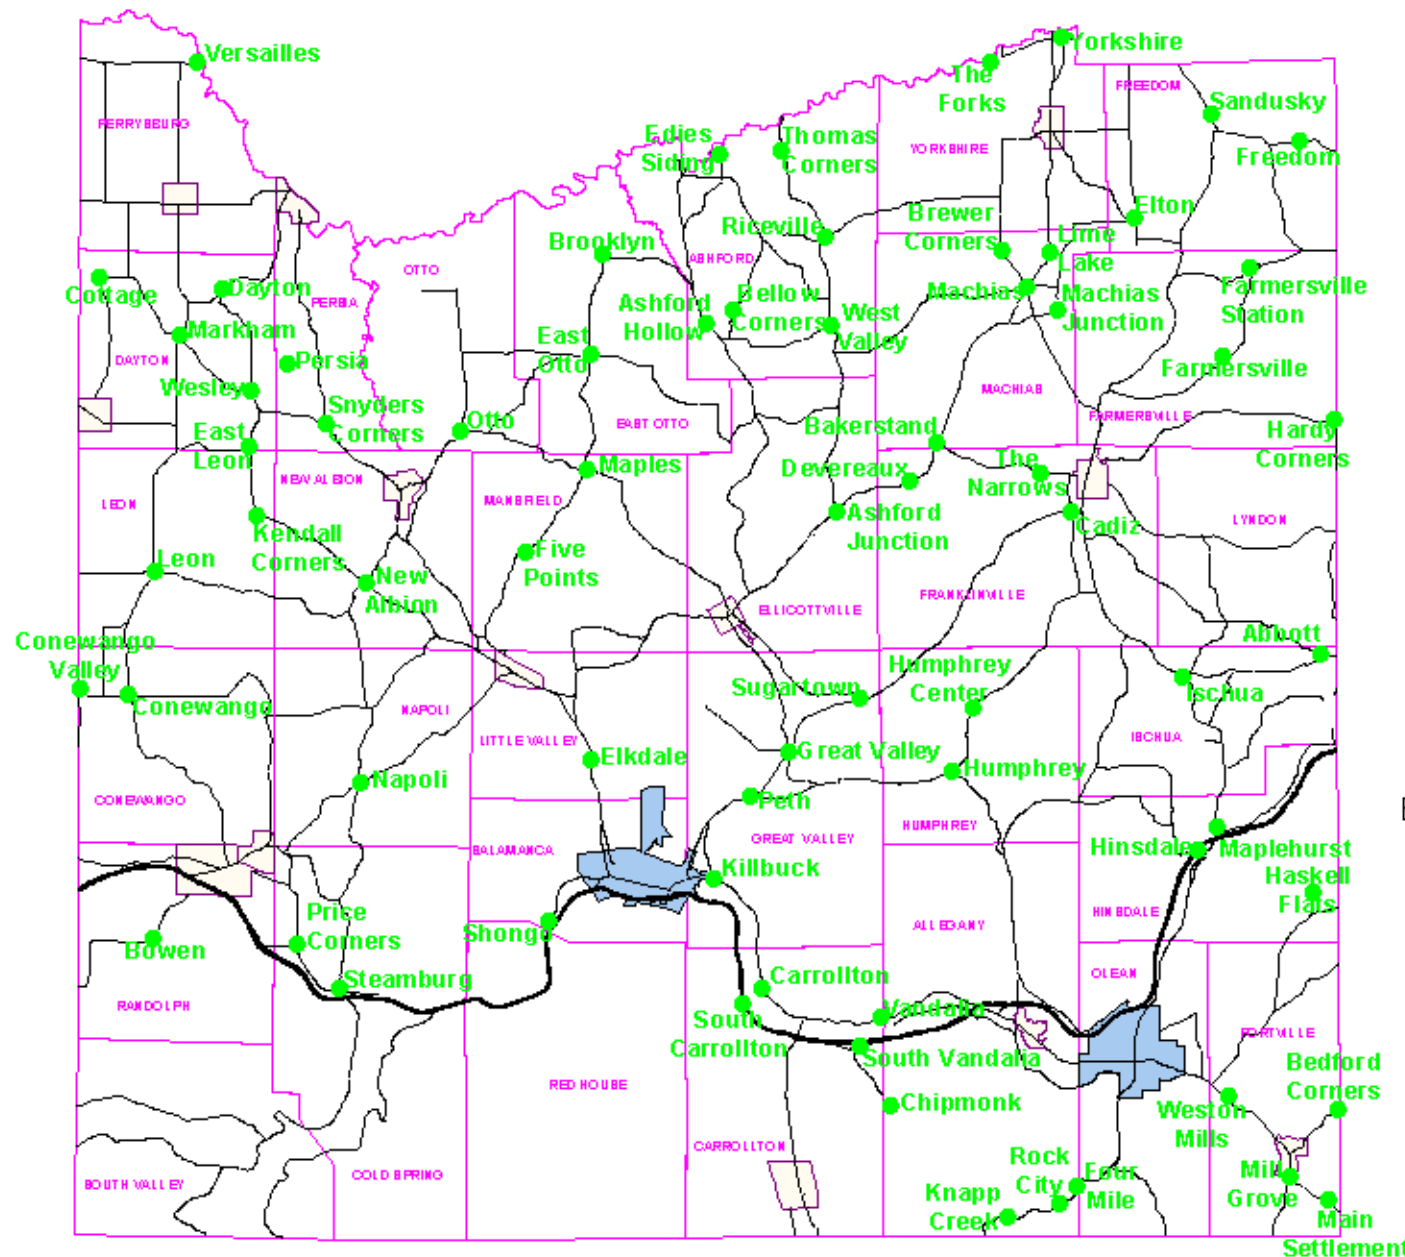 Versailles
Yorkshire
The
Forks
FREEDOM
Sandusky
PERRYSBURG
Edies
Siding
Thomas
Corners
YORKSHIRE
Freedom
Brewer
Corners
Elton
Riceville
Lime
Lake
Brooklyn
ASHFORD
OTTO
Cottage
Dayton
PERSIA
Ashford
Hollow
Bellow
Corners
West
Valley
Machias
Machias
Junction
Farmersville
Station
Markham
DAYTON
Persia
East
Otto
Farmersville
Wesley
MACHIAS
Snyders
Corners
Otto
EAST OTTO
Bakerstand
FARMERSVILLE
Hardy
Corners
East
Leon
NEW ALBION
Maples
Devereaux
The
Narrows
LEON
MANSFIELD
Kendall
Corners
Ashford
Junction
Cadiz
LYNDON
Leon
New
Albion
Five
Points
ELLICOTTVILLE
FRANKLINVILLE
Conewango
Valley
Abbott
Humphrey
Center
Sugartown
Ischua
Conewango
NAPOLI
LITTLE VALLEY
ISCHUA
Elkdale
Great Valley
Napoli
Humphrey
CONEWANGO
Peth
GREAT VALLEY
HUMPHREY
SALAMANCA
Hinsdale
Maplehurst
Killbuck
Haskell
Flats
Price
Corners
Shongo
ALLEGANY
HINSDALE
Bowen
Steamburg
Carrollton
OLEAN
RANDOLPH
South
Carrollton
Vandalia
South Vandalia
PORTVILLE
Bedford
Corners
RED HOUSE
Chipmonk
Weston
Mills
CARROLLTON
Rock
City
Four
Mile
Mill
Grove
SOUTH VALLEY
COLD SPRING
Knapp
Creek
Main
Settlement